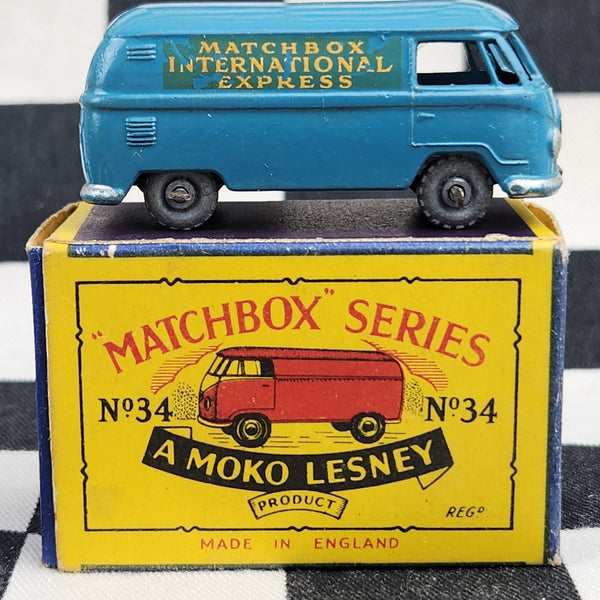 MATCHBOX
INTERNATIONAL
EXPRESS
"MATCHBOX" SERIES
Nº34 Nº34
A MOKO LESNEY
PRODUCT
REGD
MADE IN ENGLAND